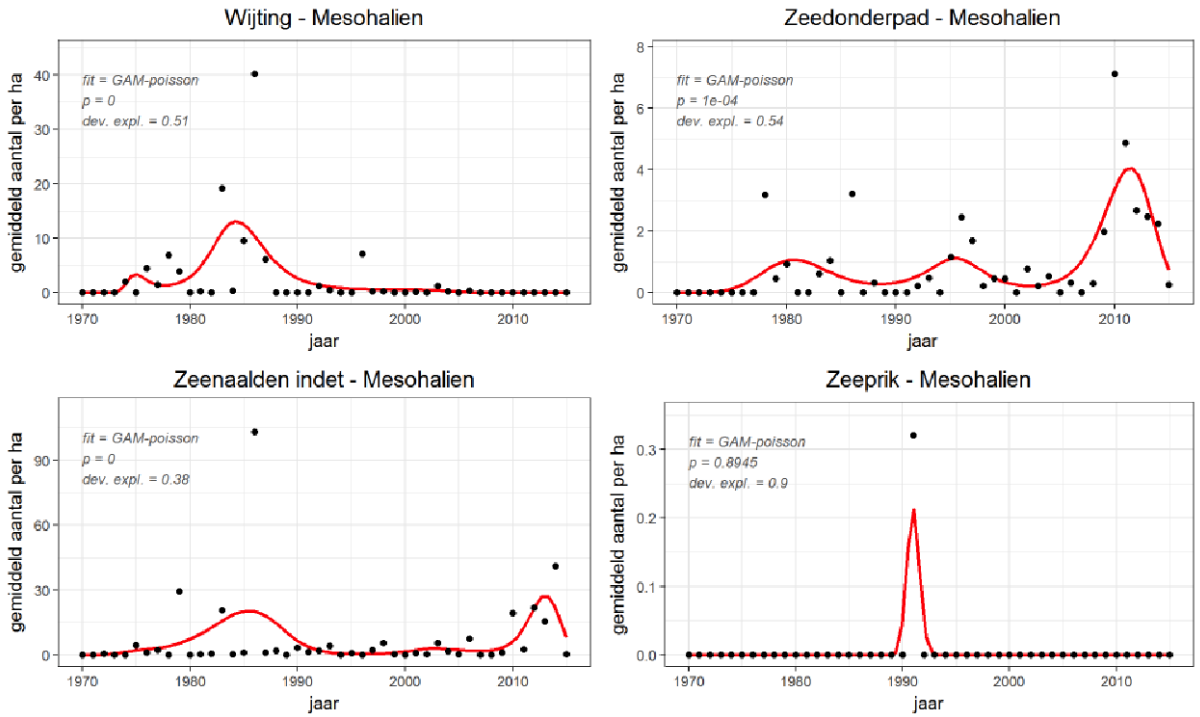 Wijting - Mesohalien
gemiddeld aantal per ha
40
30
20
10
0
fit = GAM-poisson
p = 0
dev. expl. = 0.51
1970 1980 1990 2000 2010
jaar
Zeedonderpad - Mesohalien
gemiddeld aantal per ha
8
6
4
2
0
fit = GAM-poisson
p = 1e-04
dev. expl. = 0.54
1970 1980 1990 2000 2010
jaar
Zeenaalden indet - Mesohalien
gemiddeld aantal per ha
90
60
30
0
fit = GAM-poisson
p = 0
dev. expl. = 0.38
1970 1980 1990 2000 2010
jaar
Zeeprik - Mesohalien
gemiddeld aantal per ha
0.3
0.2
0.1
0.0
fit = GAM-poisson
p = 0.8945
dev. expl. = 0.9
1970 1980 1990 2000 2010
jaar